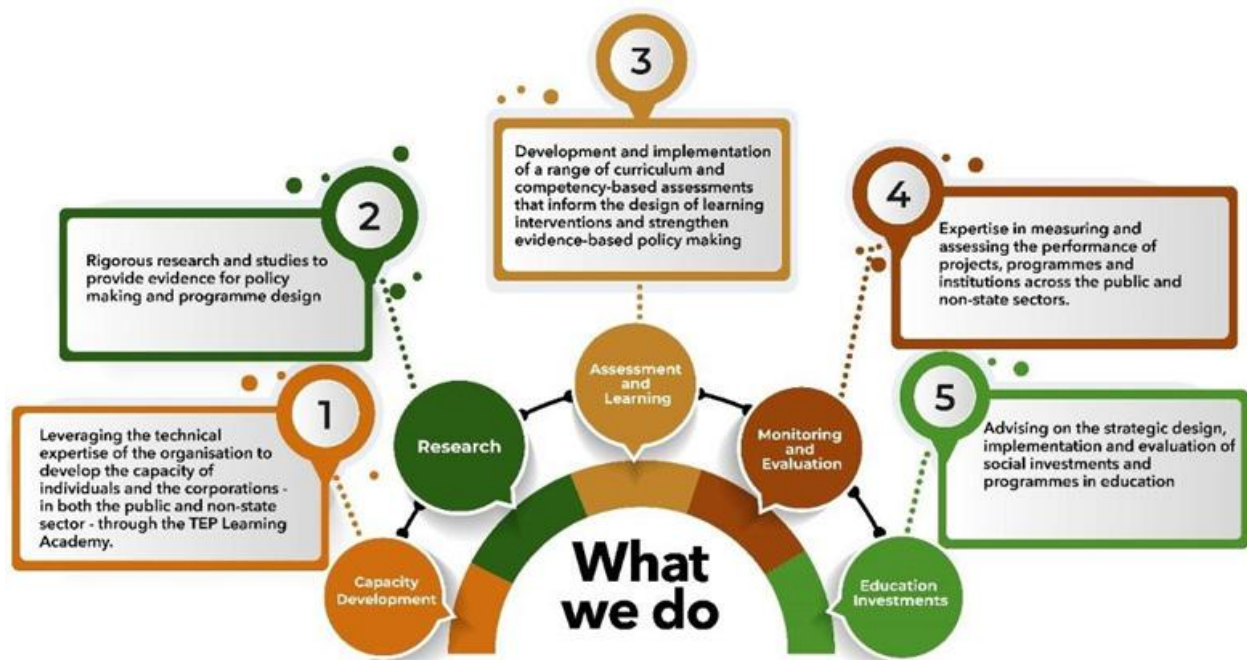 1
Leveraging the technical
expertise of the organisation to
develop the capacity of
individuals and the corporations -
in both the public and non-state
sector - through the TEP Learning
Academy.
Capacity
Development
2
Rigorous research and studies to
provide evidence for policy
making and programme design
Research
3
Development and implementation
of a range of curriculum and
competency-based assessments
that inform the design of learning
interventions and strengthen
evidence-based policy making
Assessment
and
Learning
4
Expertise in measuring and
assessing the performance of
projects, programmes and
institutions across the public and
non-state sectors.
Monitoring
and
Evaluation
5
Advising on the strategic design,
implementation and evaluation of
social investments and
programmes in education
Education
Investments
What
we do